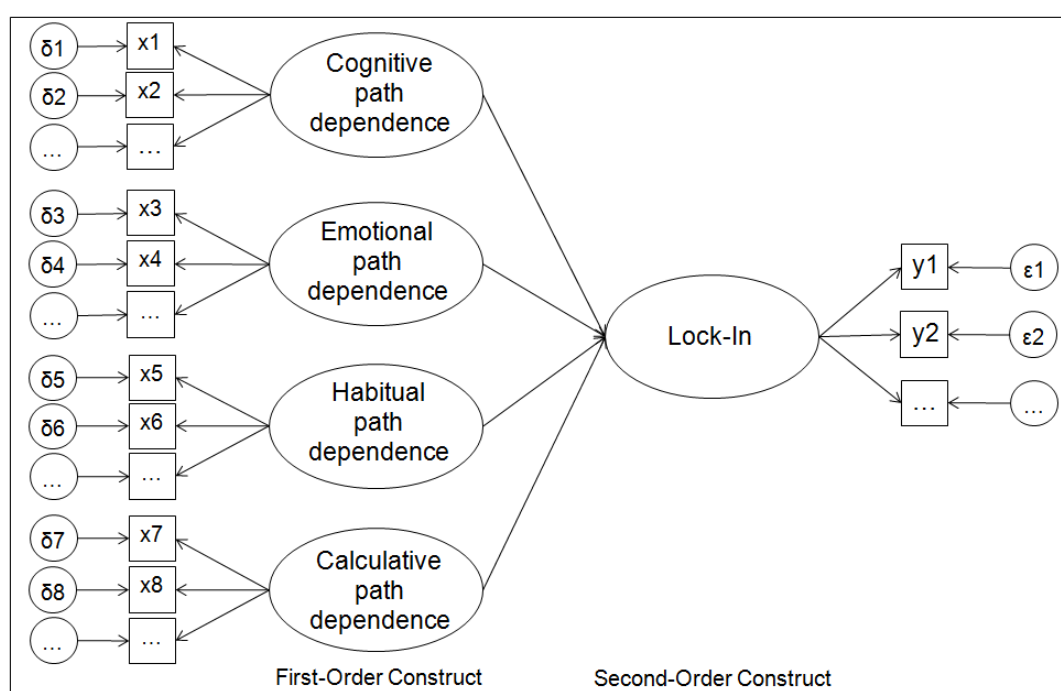 δ1 x1
δ2 x2
... ...
Cognitive
path
dependence
δ3 x3
δ4 x4
... ...
Emotional
path
dependence
δ5 x5
δ6 x6
... ...
Habitual
path
dependence
δ7 x7
δ8 x8
... ...
Calculative
path
dependence
Lock-In
y1 ε1
y2 ε2
... ...
First-Order Construct
Second-Order Construct